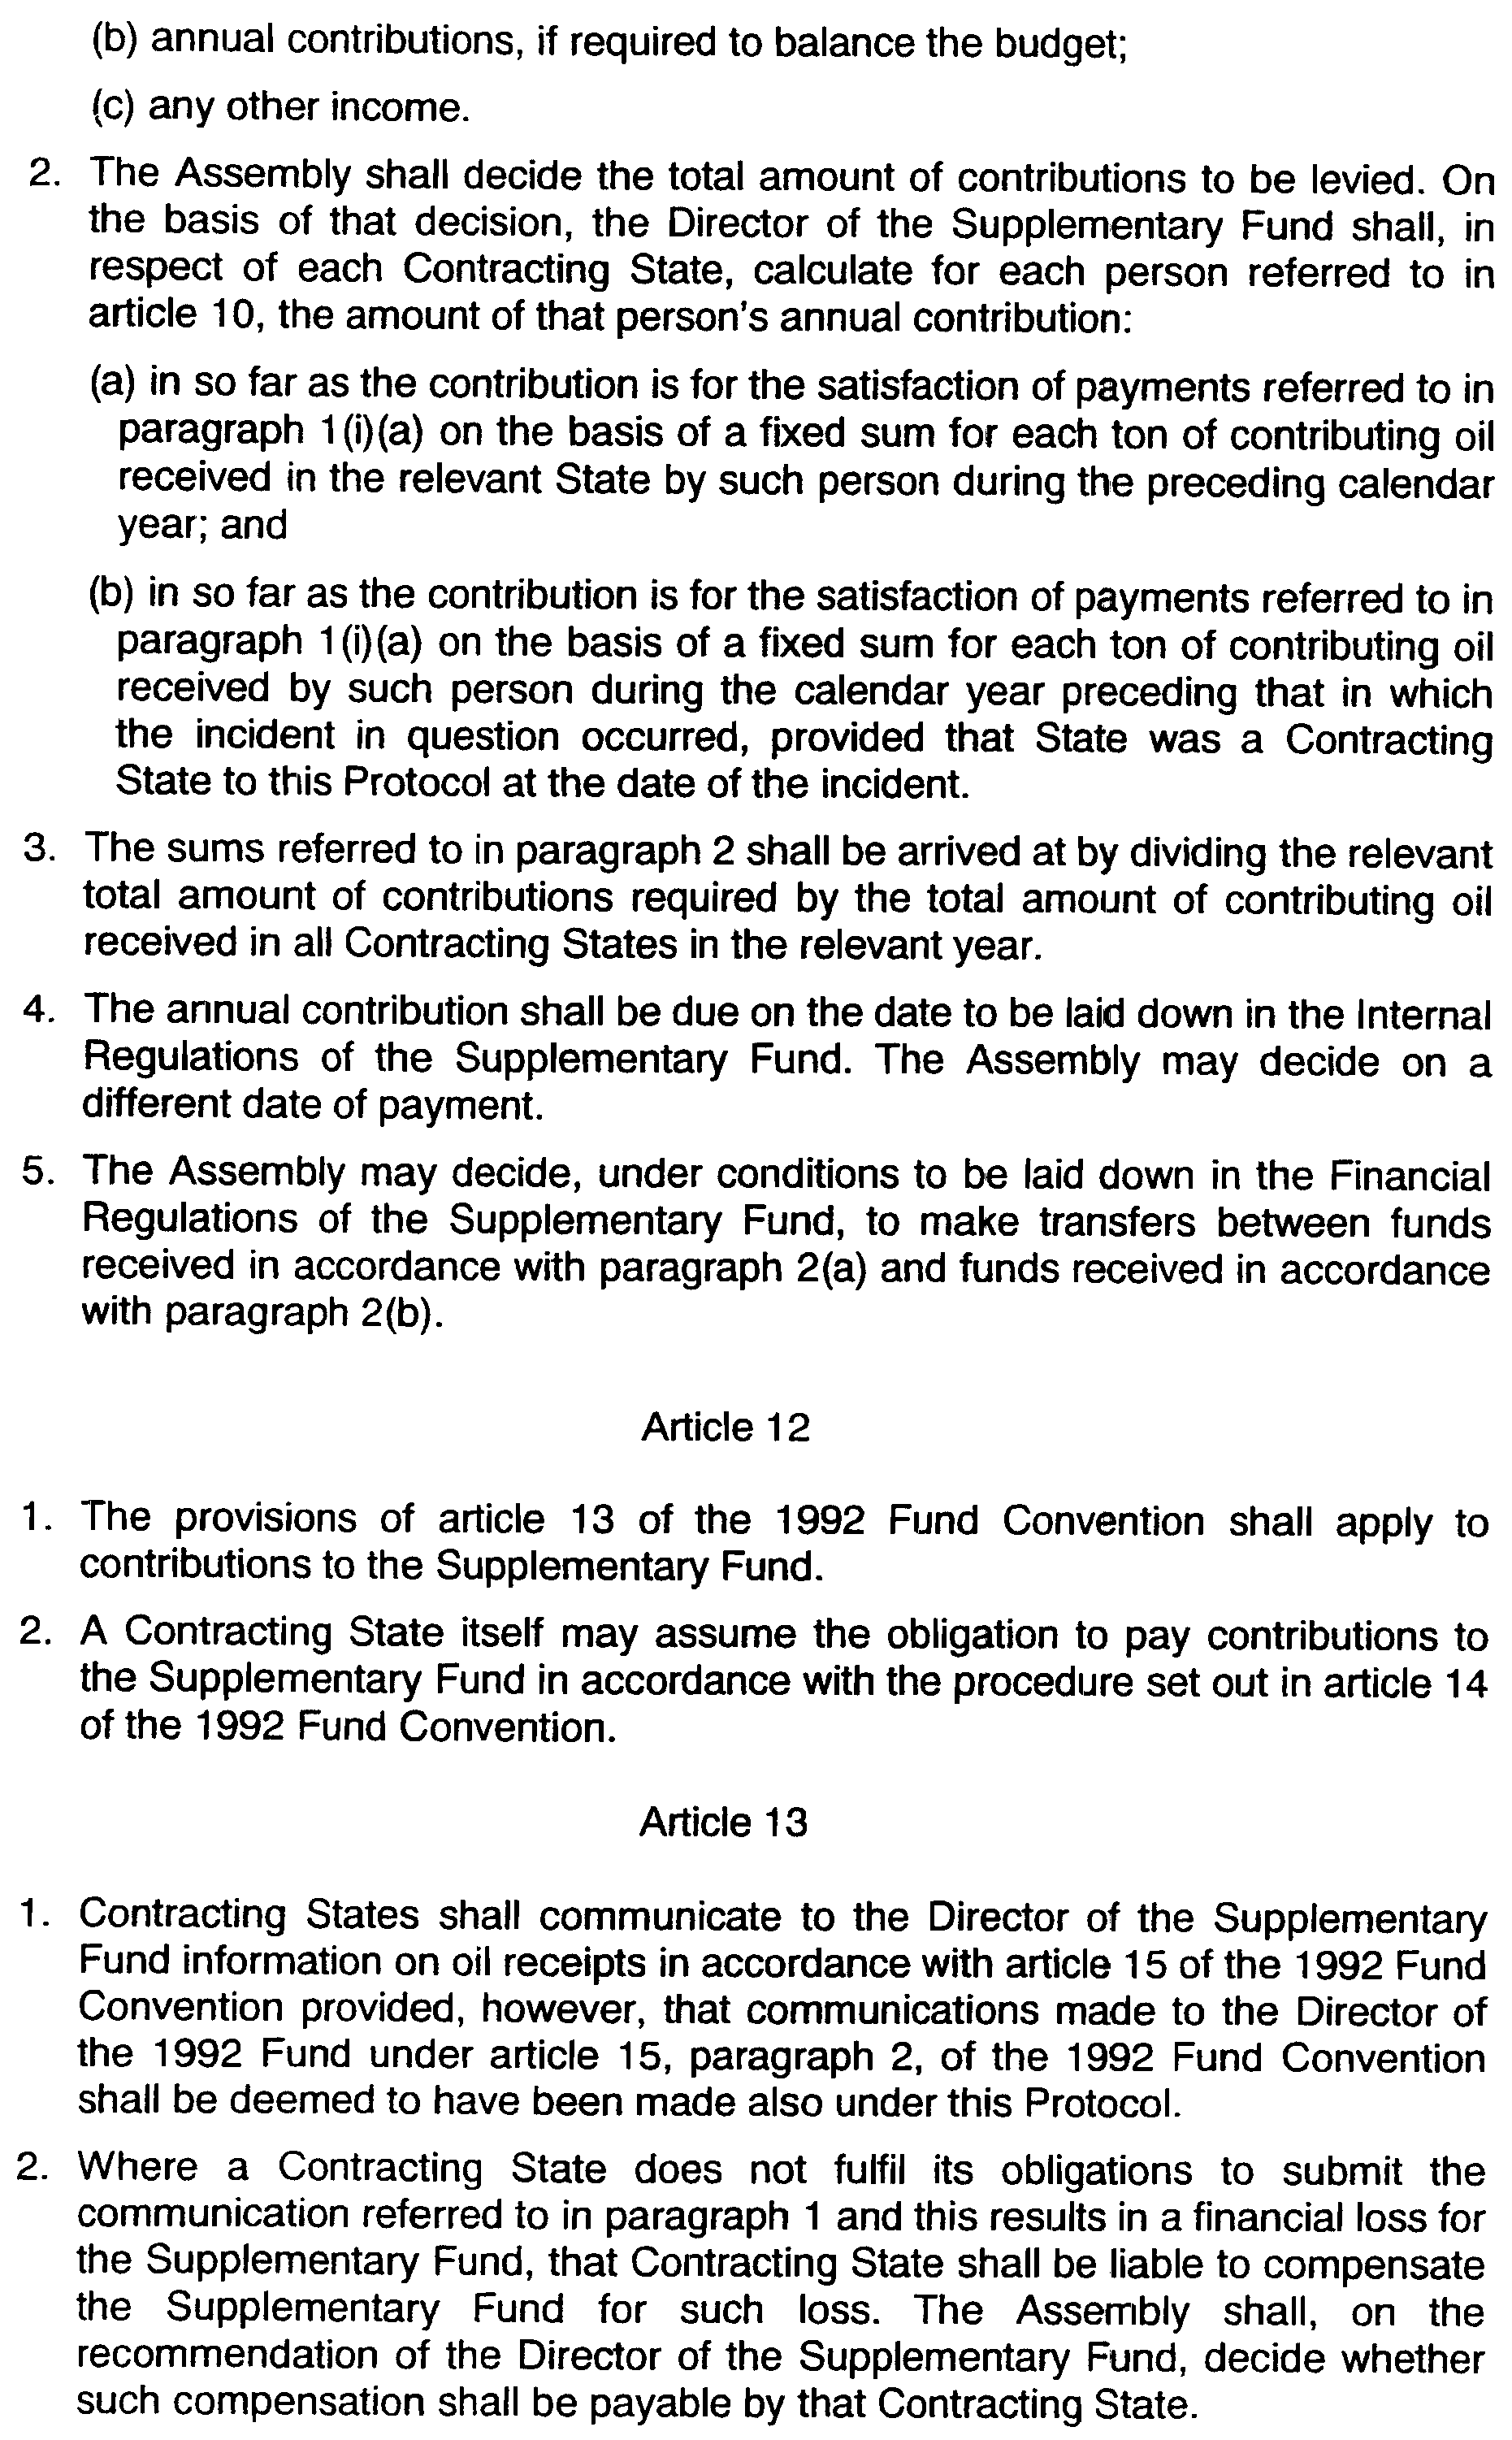 (b) annual contributions, if required to balance the budget;
(c) any other income.
2. The Assembly shall decide the total amount of contributions to be levied. On
the basis of that decision, the Director of the Supplementary Fund shall, in
respect of each Contracting State, calculate for each person referred to in
article 10, the amount of that person's annual contribution:
(a) in so far as the contribution is for the satisfaction of payments referred to in
paragraph 1(i)(a) on the basis of a fixed sum for each ton of contributing oil
received in the relevant State by such person during the preceding calendar
year; and
(b) in so far as the contribution is for the satisfaction of payments referred to in
paragraph 1(i)(a) on the basis of a fixed sum for each ton of contributing oil
received by such person during the calendar year preceding that in which
the incident in question occurred, provided that State was a Contracting
State to this Protocol at the date of the incident.
3. The sums referred to in paragraph 2 shall be arrived at by dividing the relevant
total amount of contributions required by the total amount of contributing oil
received in all Contracting States in the relevant year.
4. The annual contribution shall be due on the date to be laid down in the Internal
Regulations of the Supplementary Fund. The Assembly may decide on a
different date of payment.
5. The Assembly may decide, under conditions to be laid down in the Financial
Regulations of the Supplementary Fund, to make transfers between funds
received in accordance with paragraph 2(a) and funds received in accordance
with paragraph 2(b).
Article 12
1. The provisions of article 13 of the 1992 Fund Convention shall apply to
contributions to the Supplementary Fund.
2. A Contracting State itself may assume the obligation to pay contributions to
the Supplementary Fund in accordance with the procedure set out in article 14
of the 1992 Fund Convention.
Article 13
1. Contracting States shall communicate to the Director of the Supplementary
Fund information on oil receipts in accordance with article 15 of the 1992 Fund
Convention provided, however, that communications made to the Director of
the 1992 Fund under article 15, paragraph 2, of the 1992 Fund Convention
shall be deemed to have been made also under this Protocol.
2. Where a Contracting State does not fulfil its obligations to submit the
communication referred to in paragraph 1 and this results in a financial loss for
the Supplementary Fund, that Contracting State shall be liable to compensate
the Supplementary Fund for such loss. The Assembly shall, on the
recommendation of the Director of the Supplementary Fund, decide whether
such compensation shall be payable by that Contracting State.